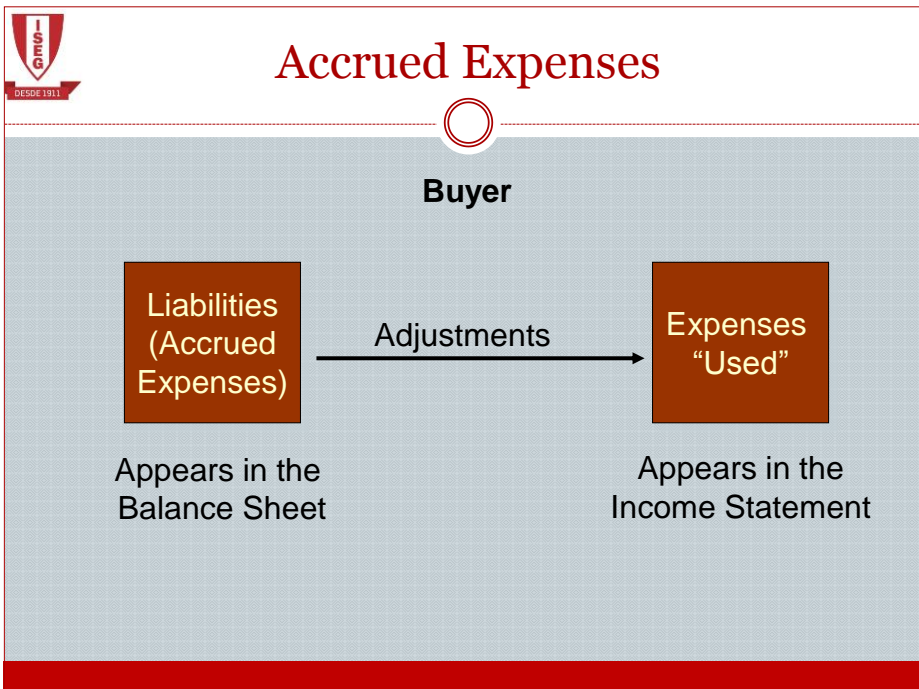 ISEG
DESDE 1911
Accrued Expenses
Buyer
Liabilities
(Accrued
Expenses)
Adjustments
Expenses
“Used”
Appears in the
Balance Sheet
Appears in the
Income Statement